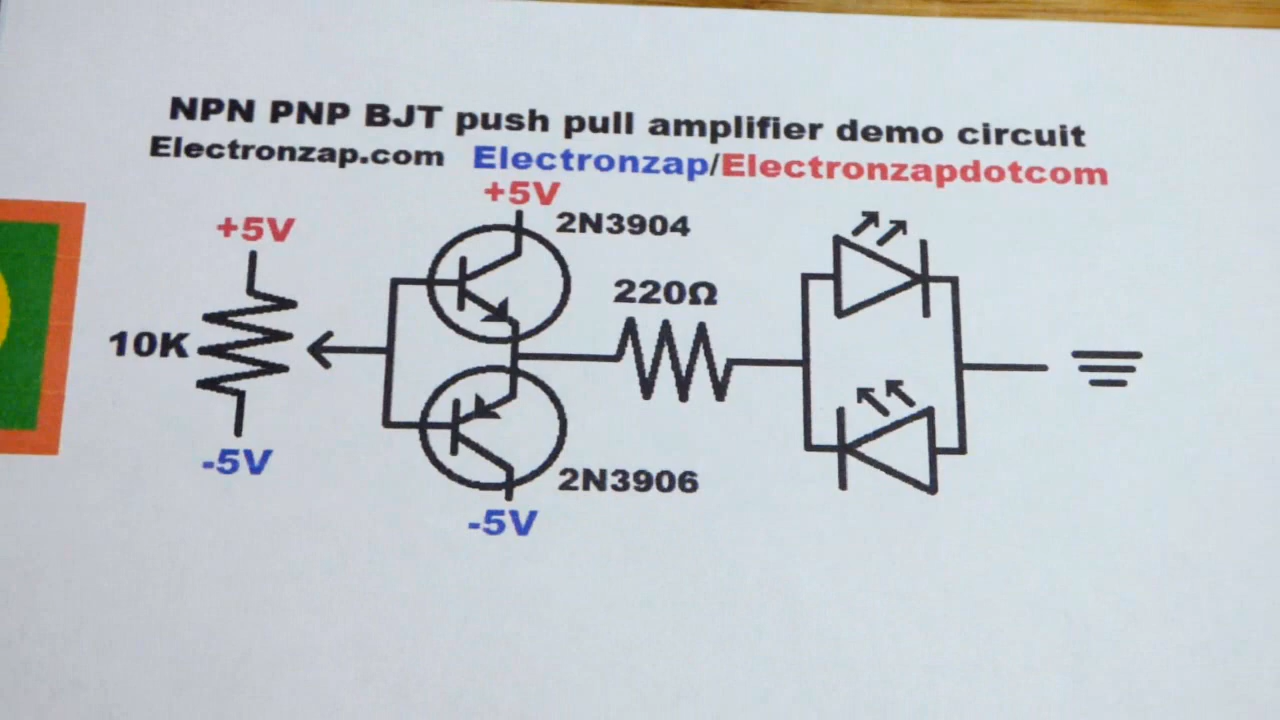 NPN PNP BJT push pull amplifier demo circuit
Electronzap.com Electronzap/Electronzapdotcom
+5V
2N3904
+5V
220Ω
10K
-5V
2N3906
-5V